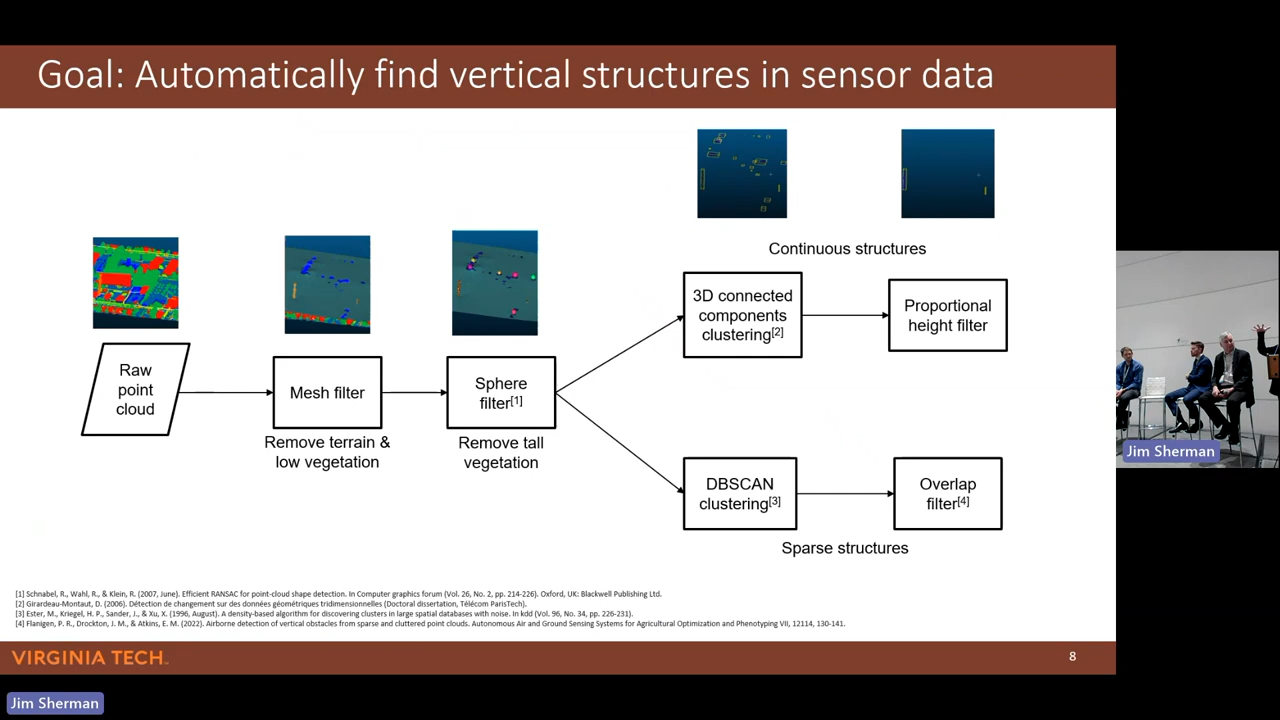 Goal: Automatically find vertical structures in sensor data
Continuous structures
3D connected
components
clustering[2]
Proportional
height filter
Raw
point
cloud
Mesh filter
Sphere
filter[1]
Remove terrain &
low vegetation
Remove tall
vegetation
DBSCAN
clustering[3]
Overlap
filter[4]
Sparse structures
[1] Schnabel, R., Wahl, R., & Klein, R. (2007, June). Efficient RANSAC for point-cloud shape detection. In Computer graphics forum (Vol. 26, No. 2, pp. 214-226). Oxford, UK: Blackwell Publishing Ltd.
[2] Girardeau-Montaut, D. (2006). Détection de changement sur des données géométriques tridimensionnelles (Doctoral dissertation, Télécom ParisTech).
[3] Ester, M., Kriegel, H. P., Sander, J., & Xu, X. (1996, August). A density-based algorithm for discovering clusters in large spatial databases with noise. In kdd (Vol. 96, No. 34, pp. 226-231).
[4] Flanigen, P. R., Drockton, J. M., & Atkins, E. M. (2022). Airborne detection of vertical obstacles from sparse and cluttered point clouds. Autonomous Air and Ground Sensing Systems for Agricultural Optimization and Phenotyping VII, 12114, 130-141.
VIRGINIA TECH.
8
Jim Sherman
Jim Sherman